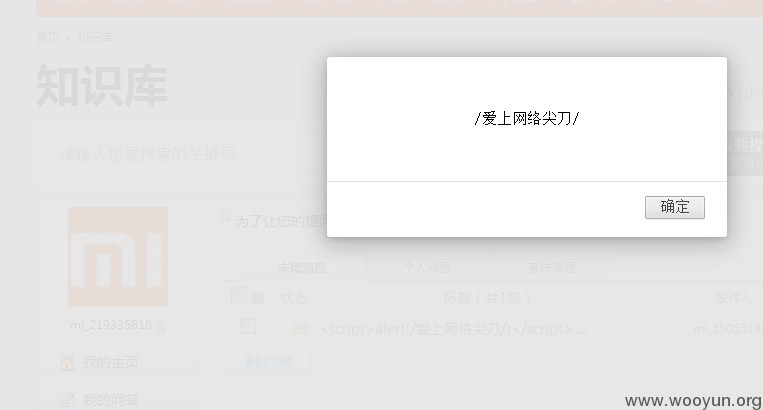 首页 » 知识库
知识库
请输入您要搜索的关键词
/爱上网络尖刀/
确定
mi
mi_219335818
我的主页
我的问答
为了让您的提问
未读消息 个人消息 系统消息
状态 标题（共1条） 发件人
<script>alert(/爱上网络尖刀/)</script> ...
mi_1505514
删除消息
www.wooyun.org